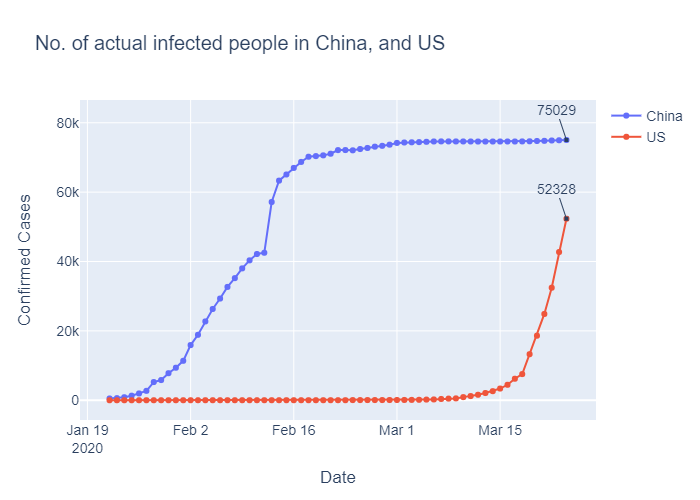 No. of actual infected people in China, and US
75029
China
US
80k
52328
60k
40k
20k
0
Confirmed Cases
Jan 19
2020
Feb 2
Feb 16
Mar 1
Mar 15
Date